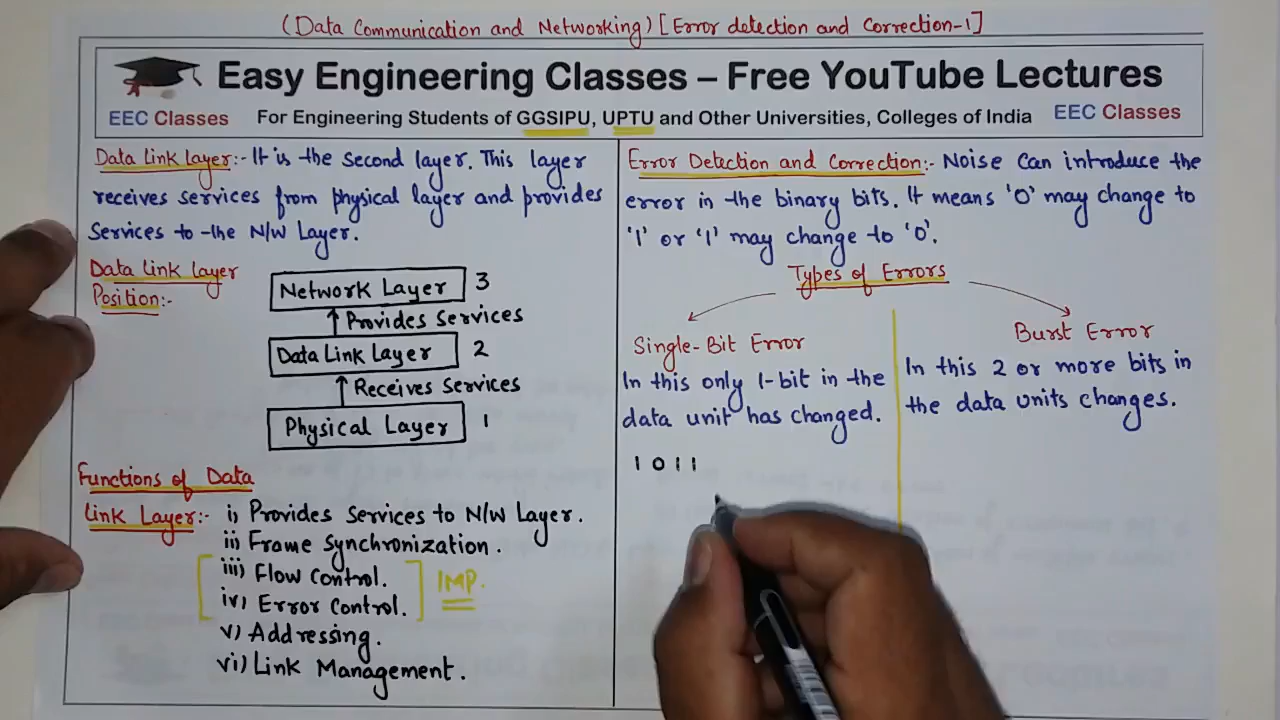 (Data Communication and Networking) [Error detection and Correction-1]
Easy Engineering Classes – Free YouTube Lectures
EEC Classes For Engineering Students of GGSIPU, UPTU and Other Universities, Colleges of India EEC Classes
Data Link layer:- It is the second layer. This layer
receives services from physical layer and provides
Services to the N/W Layer.
Data Link layer
Position:-
Network Layer 3
Provides Services
Data Link Layer 2
Receives Services
Physical Layer 1
Functions of Data
Link Layer:- i) Provides Services to N/W Layer.
ii) Frame Synchronization.
iii) Flow Control.
iv) Error Control.
IMP.
v) Addressing.
vi) Link Management.
Error Detection and Correction:- Noise Can introduce the
error in the binary bits. It means '0' may change to
'1' or '1' may change to '0'.
Types of Errors
Single-Bit Error
In this only 1-bit in the
data unit has changed.
1 0 1 1
Burst Error
In this 2 or more bits in
the data units changes.